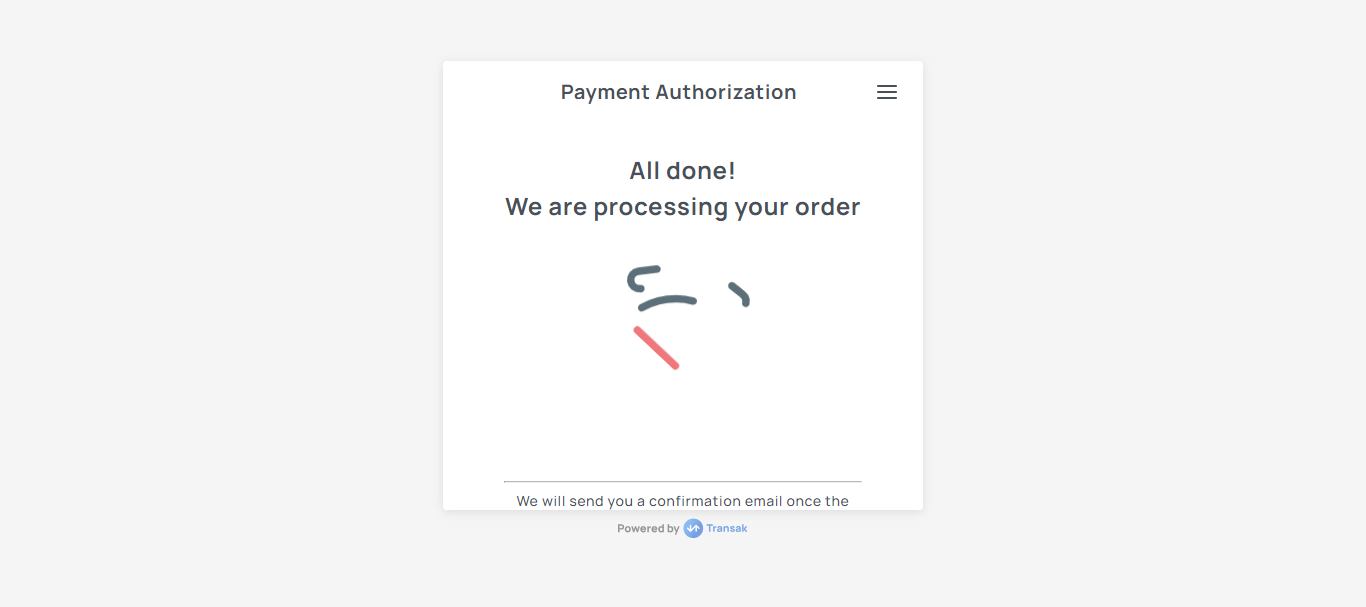 Payment Authorization
All done!
We are processing your order
We will send you a confirmation email once the
Powered by Transak